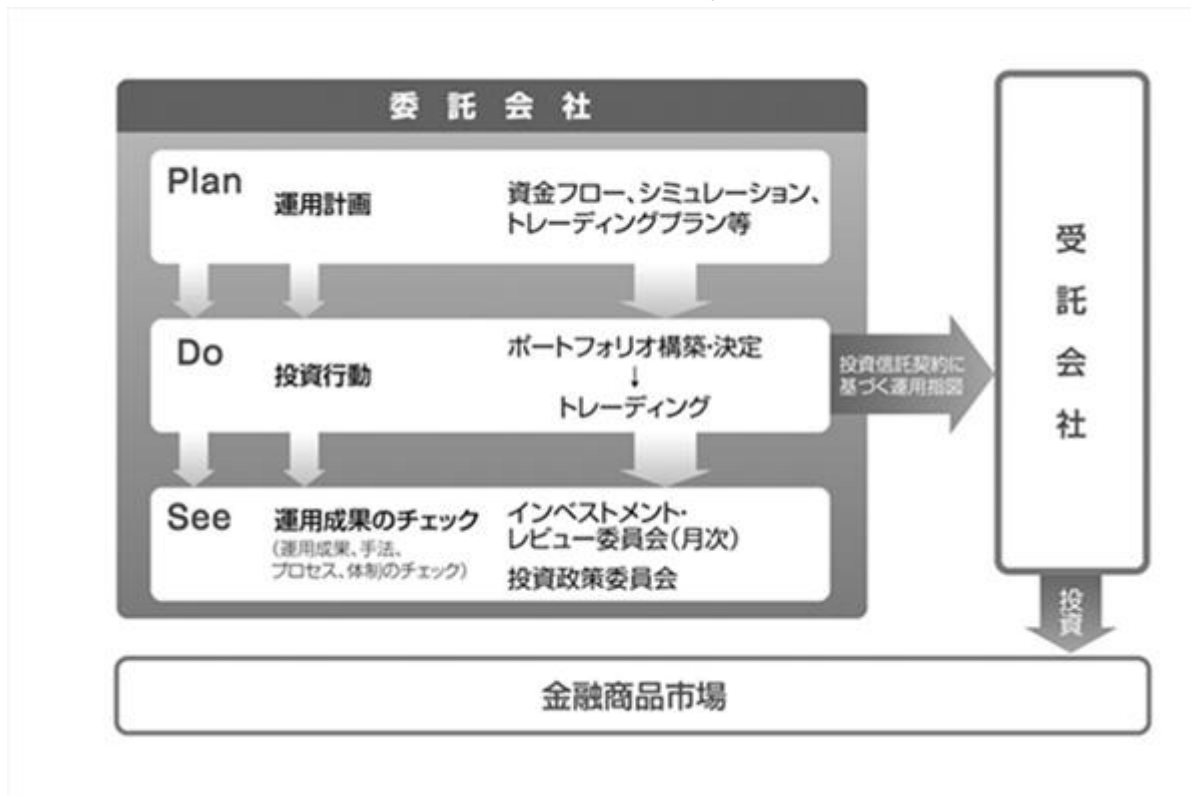 委託会社
Plan
運用計画
資金フロー、シミュレーション、
トレーディングプラン等
Do
投資行動
ポートフォリオ構築・決定
↓
トレーディング
投資信託契約に
基づく運用指図
See
運用成果のチェック
(運用成果、手法、
プロセス、体制のチェック)
インベストメント・
レビュー委員会(月次)
投資政策委員会
受託会社
投資
金融商品市場